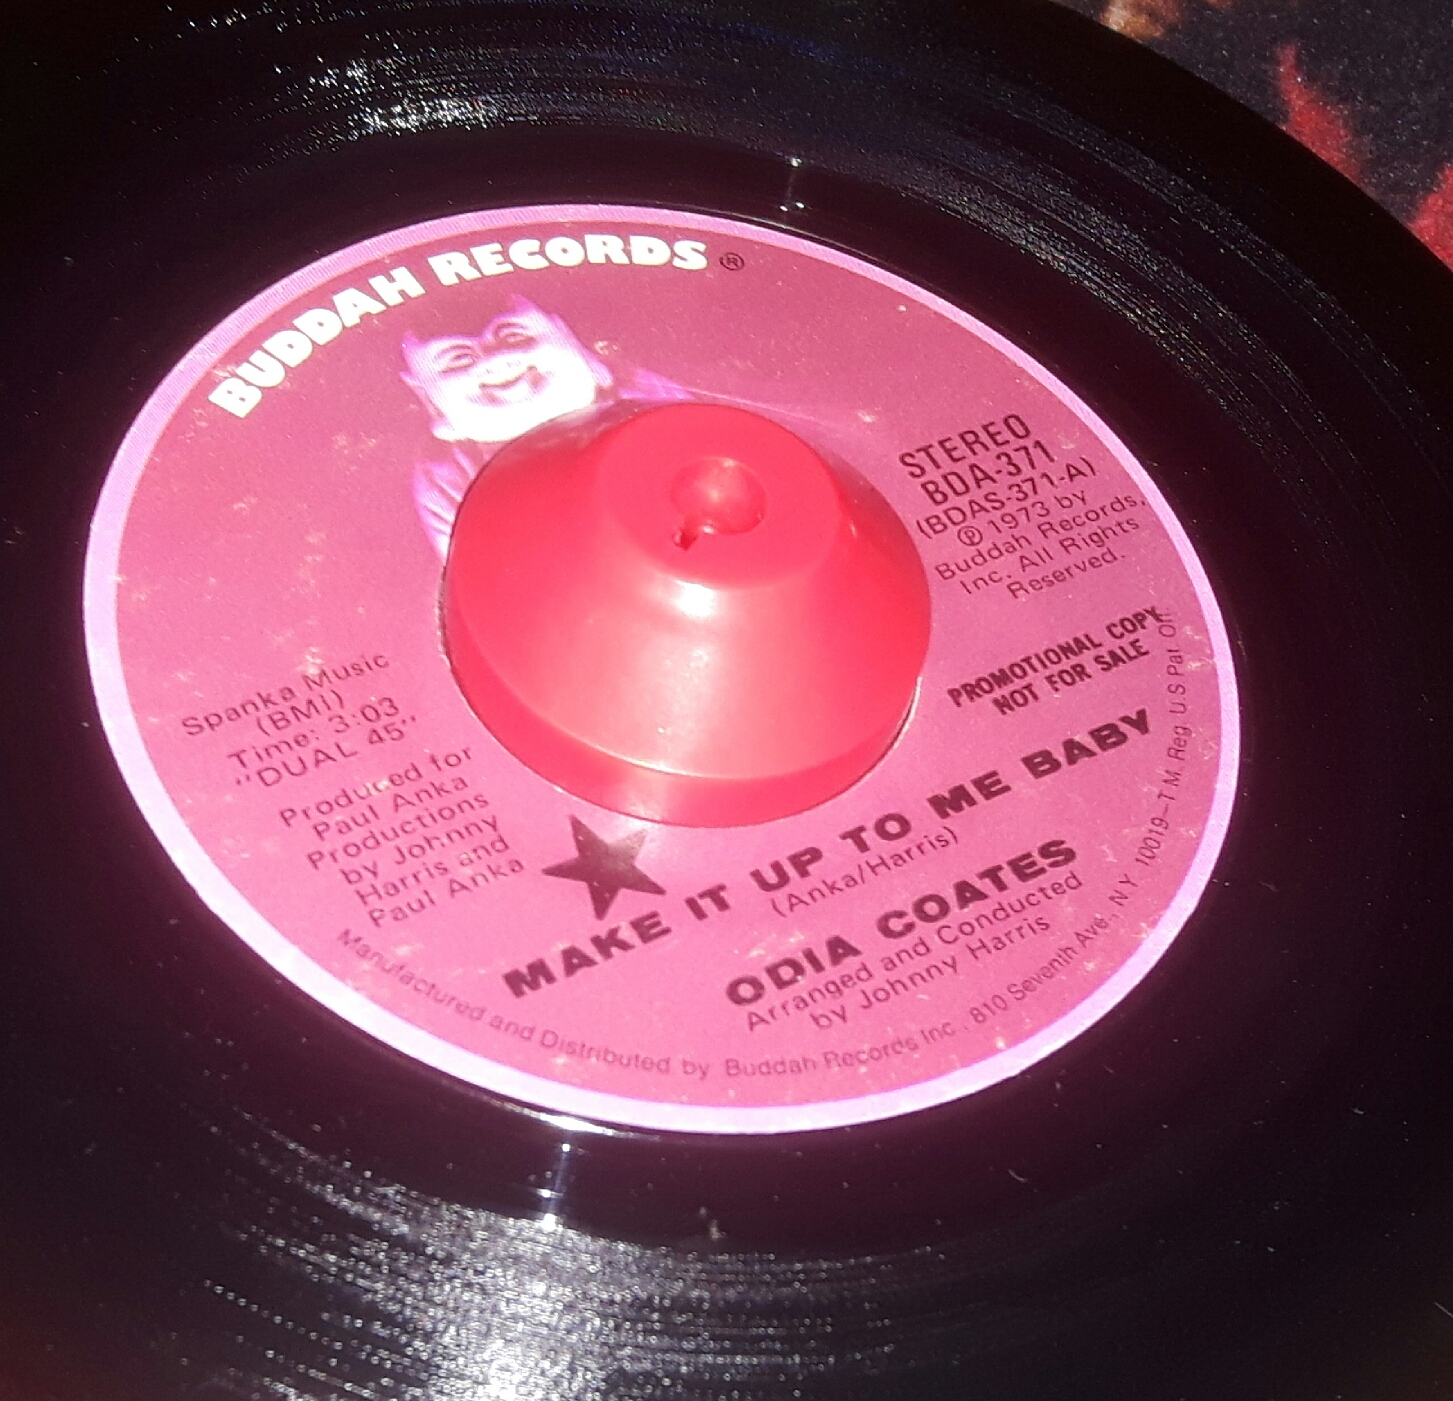 BUDDAH RECORDS ®
STEREO
BDA-371
(BDAS-371-A)
℗ 1973 by
Buddah Records,
Inc. All Rights
Reserved.
PROMOTIONAL COPY
NOT FOR SALE
Spanka Music
(BMI)
Time: 3:03
"DUAL 45"
Produced for
Paul Anka
Productions
by Johnny
Harris and
Paul Anka
★
MAKE IT UP TO ME BABY
(Anka/Harris)
ODIA COATES
Arranged and Conducted
by Johnny Harris
Manufactured and Distributed by Buddah Records Inc., 810 Seventh Ave., N Y 10019–T.M. Reg. U.S Pat. Off.